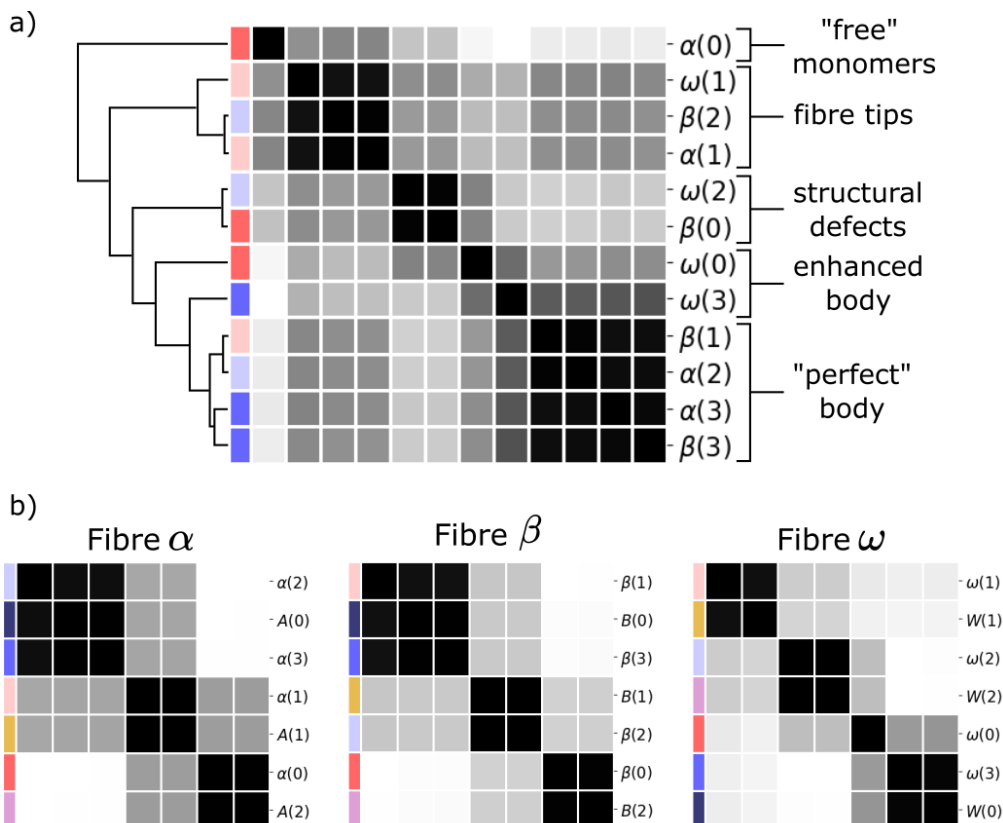 a)
α(0)
ω(1)
β(2)
α(1)
ω(2)
β(0)
ω(0)
ω(3)
β(1)
α(2)
α(3)
β(3)
"free"
monomers
fibre tips
structural
defects
enhanced
body
"perfect"
body
b)
Fibre α
α(2)
A(0)
α(3)
α(1)
A(1)
α(0)
A(2)
Fibre β
β(1)
B(0)
β(3)
B(1)
β(2)
β(0)
B(2)
Fibre ω
ω(1)
W(1)
ω(2)
W(2)
ω(0)
ω(3)
W(0)